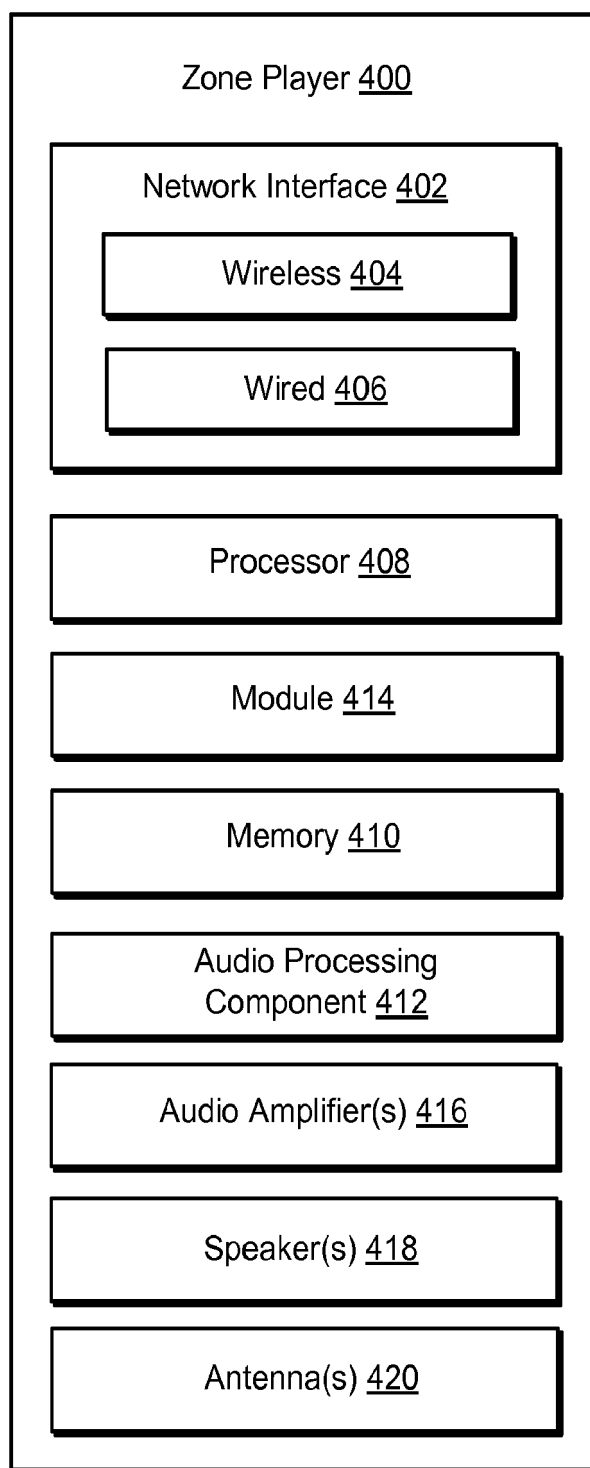 Zone Player 400
Network Interface 402
Wireless 404
Wired 406
Processor 408
Module 414
Memory 410
Audio Processing
Component 412
Audio Amplifier(s) 416
Speaker(s) 418
Antenna(s) 420